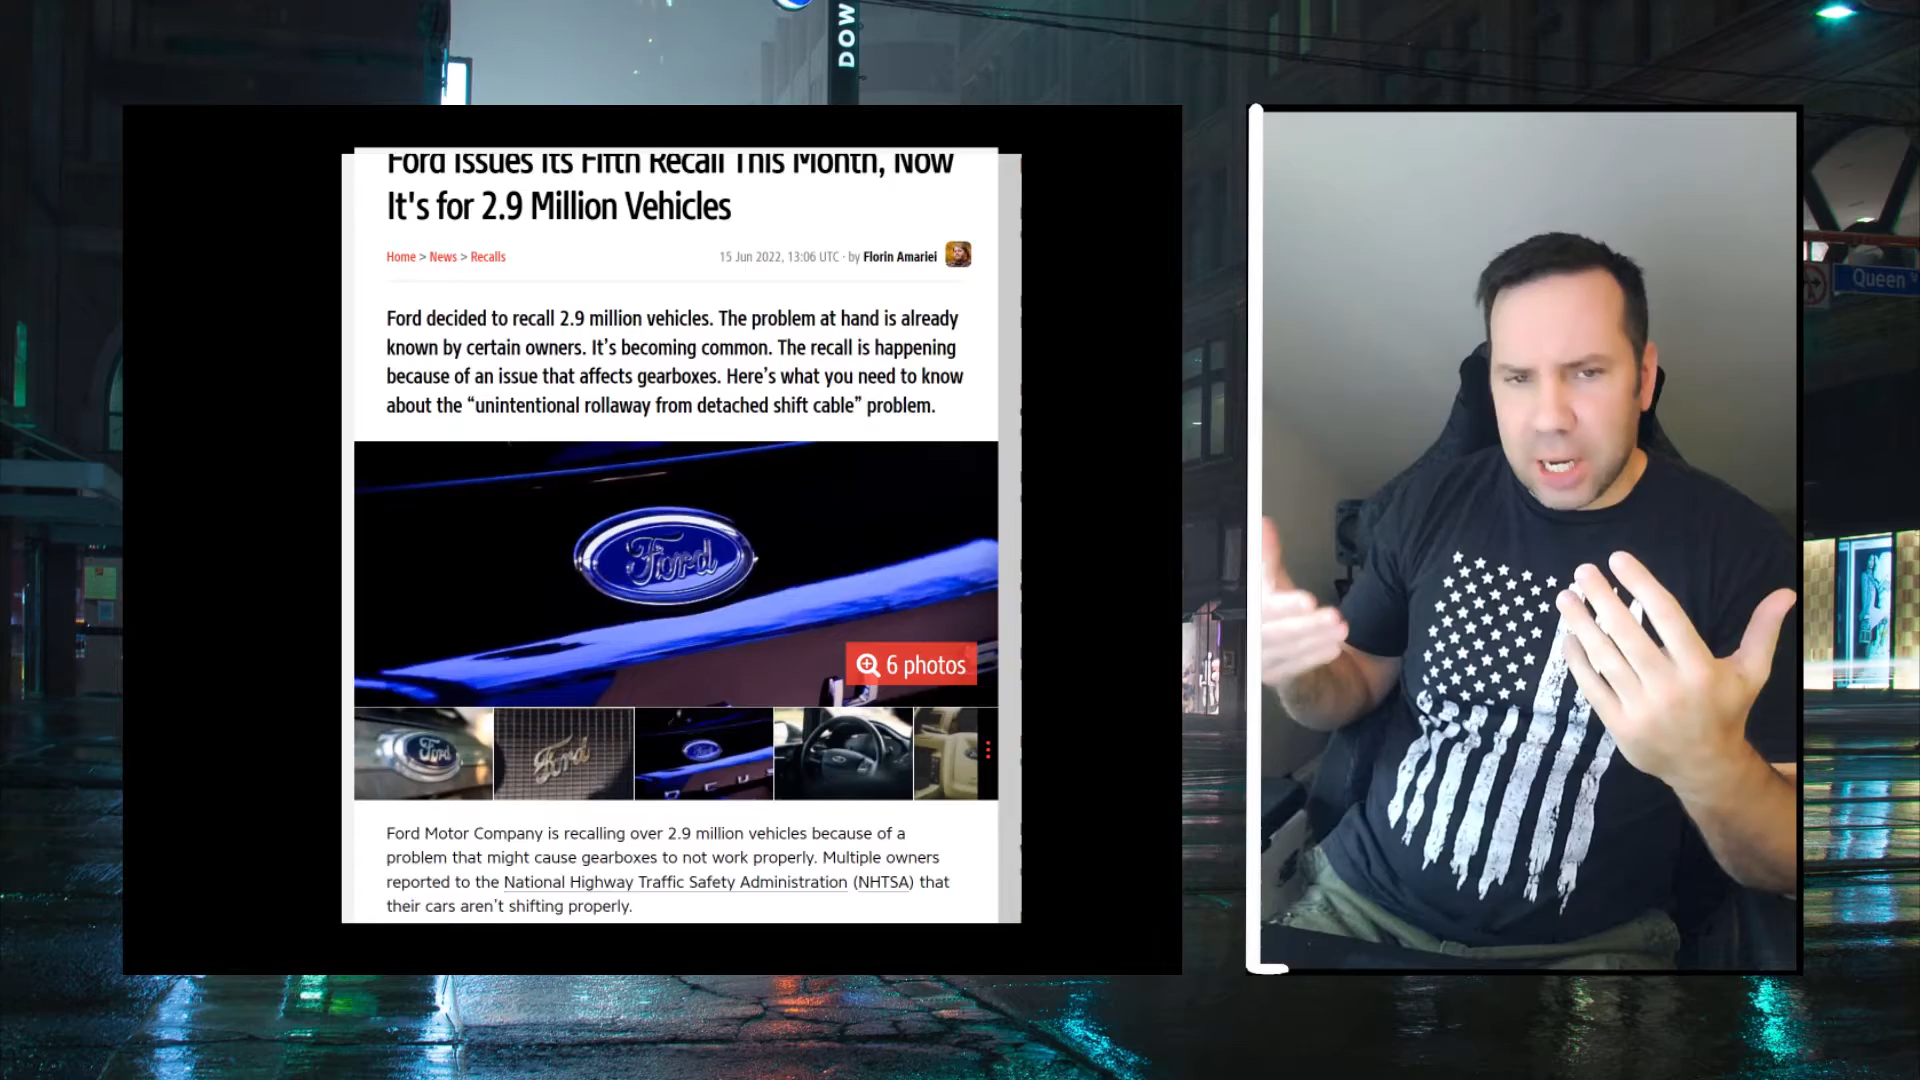 DOW
Ford Issues Its Fifth Recall This Month, Now
It's for 2.9 Million Vehicles
Home > News > Recalls
15 Jun 2022, 13:06 UTC · by Florin Amariei
Ford decided to recall 2.9 million vehicles. The problem at hand is already
known by certain owners. It’s becoming common. The recall is happening
because of an issue that affects gearboxes. Here’s what you need to know
about the “unintentional rollaway from detached shift cable” problem.
Ford
6 photos
Ford
Ford
Ford
Ford Motor Company is recalling over 2.9 million vehicles because of a
problem that might cause gearboxes to not work properly. Multiple owners
reported to the National Highway Traffic Safety Administration (NHTSA) that
their cars aren’t shifting properly.
Queen